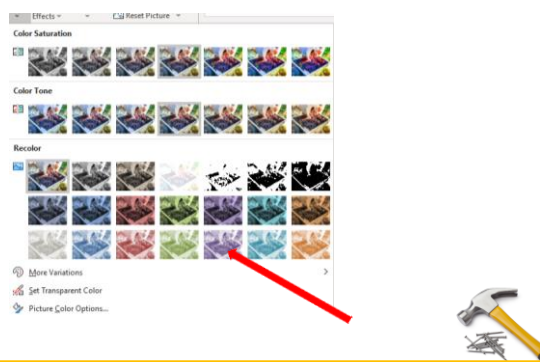 Effects
Reset Picture
Color Saturation
Color Tone
Recolor
More Variations
Set Transparent Color
Picture Color Options...